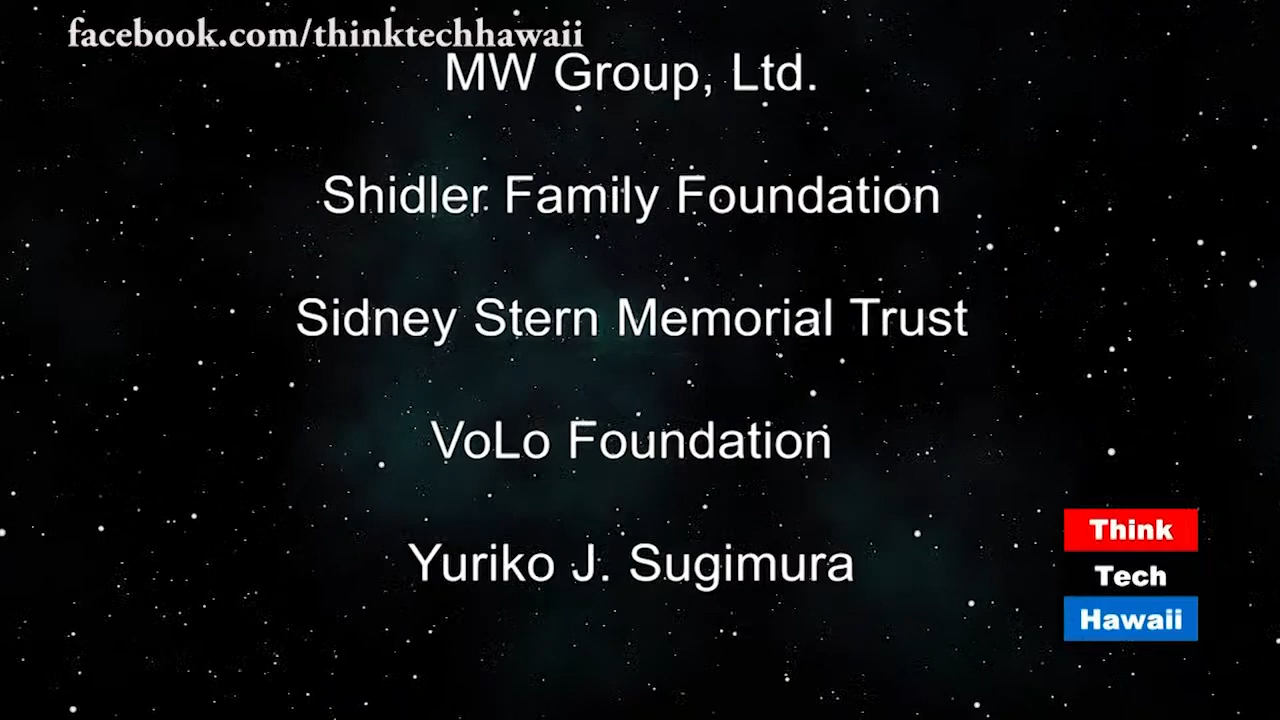 facebook.com/thinktechhawaii
MW Group, Ltd.
Shidler Family Foundation
Sidney Stern Memorial Trust
VoLo Foundation
Yuriko J. Sugimura
Think
Tech
Hawaii